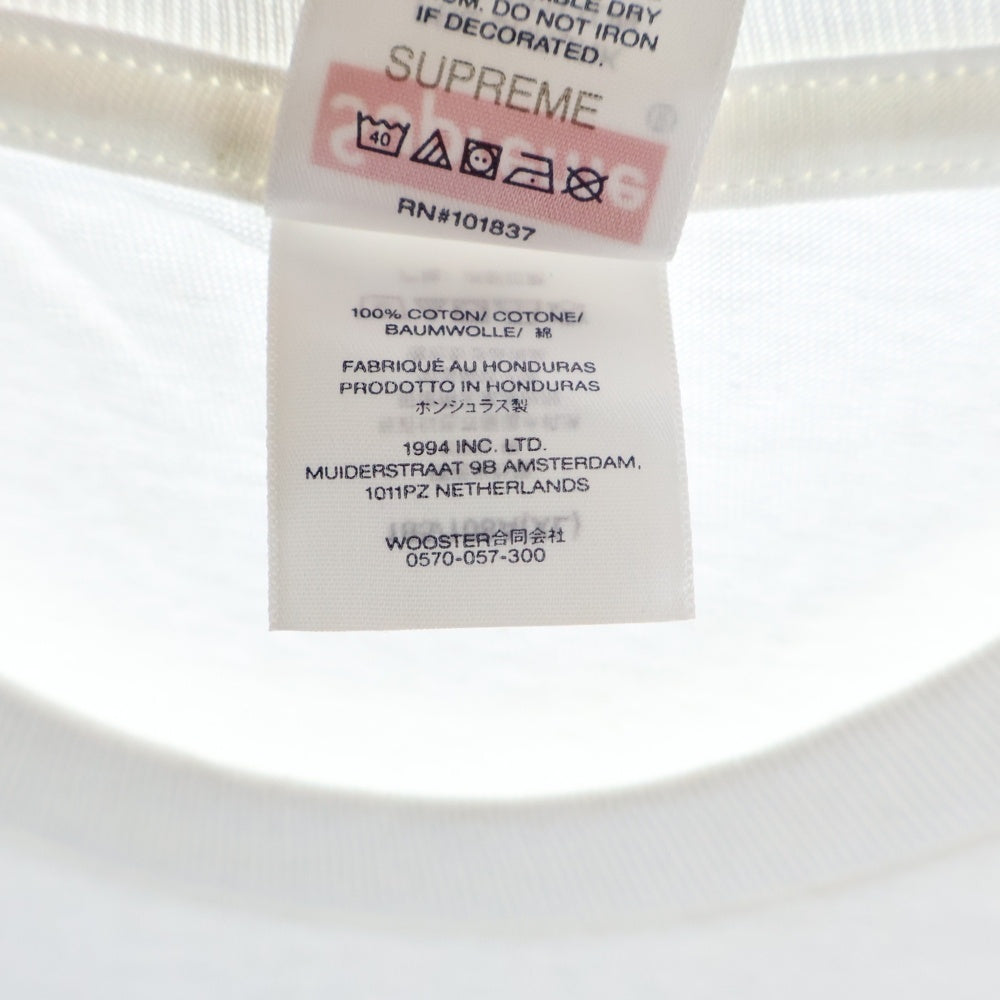 DRY
DO NOT IRON
IF DECORATED.
SUPREME
40
RN#101837
100% COTON/ COTONE/
BAUMWOLLE/ 綿
FABRIQUÉ AU HONDURAS
PRODOTTO IN HONDURAS
ホンジュラス製
1994 INC. LTD.
MUIDERSTRAAT 9B AMSTERDAM,
1011PZ NETHERLANDS
WOOSTER合同会社
0570-057-300